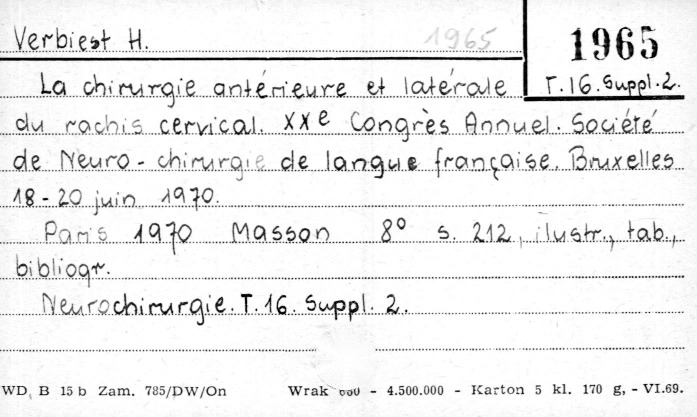 Verbiest H. 1965
1965
T.16.Suppl.2.
La chirurgie antérieure et latérale
du rachis cervical. XXe Congrès Annuel. Société
de Neuro-chirurgie de langue française. Bruxelles
18-20 juin 1970.
Paris 1970 Masson 8° s. 212, ilustr., tab.,
bibliogr.
Neurochirurgie. T.16. Suppl. 2.
WD, B 15 b Zam. 785/DW/On Wrak - 4.500.000 - Karton 5 kl. 170 g, - VI.69.